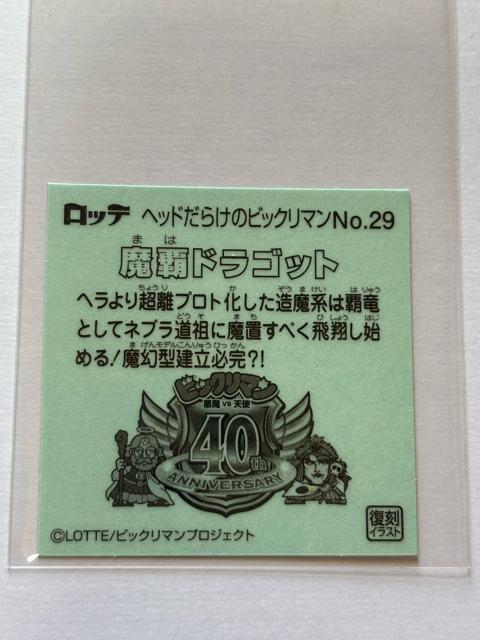 ロッテ ヘッドだらけのビックリマンNo.29
まは
魔覇ドラゴット
ちょうり か ぞうまけい はりゅう
ヘラより超離プロト化した造魔系は覇竜
どうそ まち ひしょう はじ
としてネブラ道祖に魔置すべく飛翔し始
まげんモデルこんりゅうひっかん
める!魔幻型建立必完?!
ビックリマン
悪魔 VS 天使
40th
ANNIVERSARY
©LOTTE/ビックリマンプロジェクト
復刻
イラスト